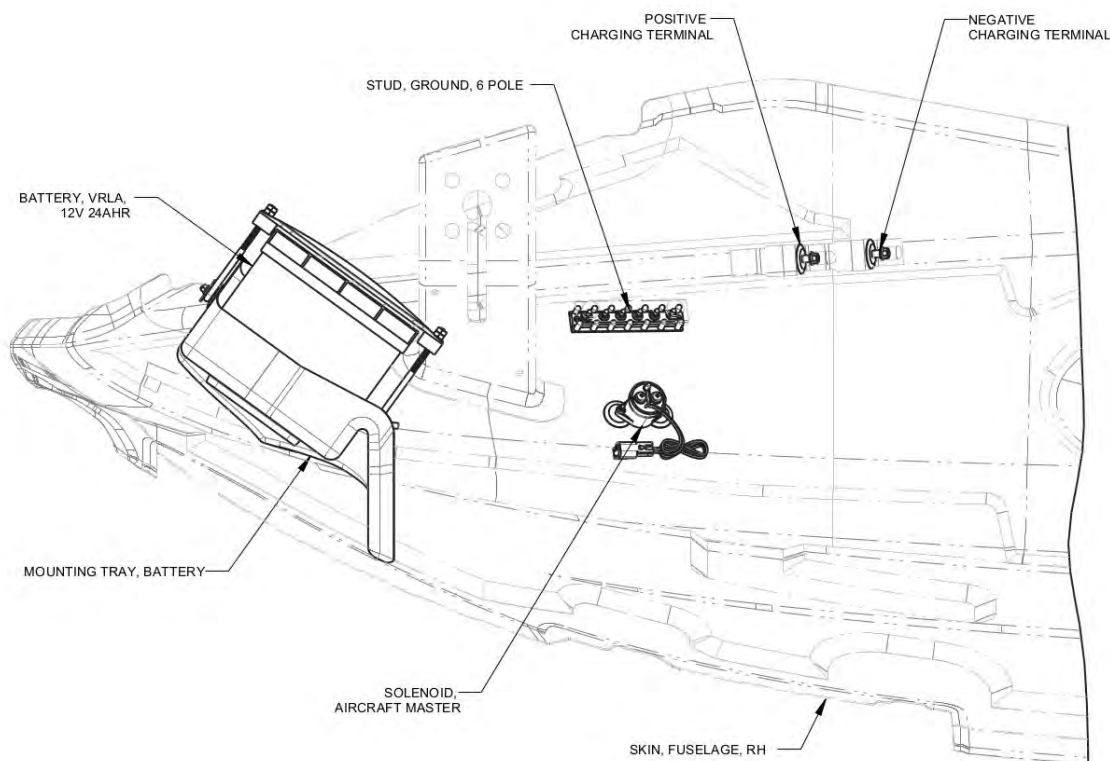 POSITIVE
CHARGING TERMINAL
NEGATIVE
CHARGING TERMINAL
STUD, GROUND, 6 POLE
BATTERY, VRLA,
12V 24AHR
MOUNTING TRAY, BATTERY
SOLENOID,
AIRCRAFT MASTER
SKIN, FUSELAGE, RH